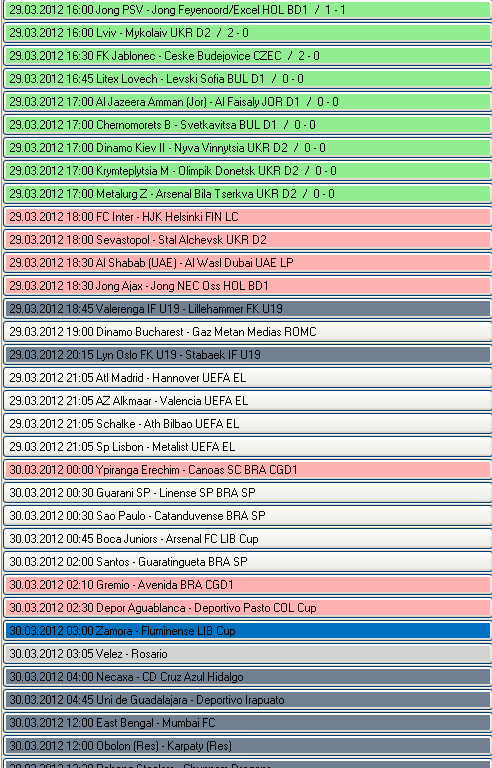 29.03.2012 16:00 Jong PSV - Jong Feyenoord/Excel HOL BD1 / 1 - 1
29.03.2012 16:00 Lviv - Mykolaiv UKR D2 / 2 - 0
29.03.2012 16:30 FK Jablonec - Ceske Budejovice CZEC / 2 - 0
29.03.2012 16:45 Litex Lovech - Levski Sofia BUL D1 / 0 - 0
29.03.2012 17:00 Al Jazeera Amman (Jor) - Al Faisaly JOR D1 / 0 - 0
29.03.2012 17:00 Chernomorets B - Svetkavitsa BUL D1 / 0 - 0
29.03.2012 17:00 Dinamo Kiev II - Nyva Vinnytsia UKR D2 / 0 - 0
29.03.2012 17:00 Krymteplytsia M - Olimpik Donetsk UKR D2 / 0 - 0
29.03.2012 17:00 Metalurg Z - Arsenal Bila Tserkva UKR D2 / 0 - 0
29.03.2012 18:00 FC Inter - HJK Helsinki FIN LC
29.03.2012 18:00 Sevastopol - Stal Alchevsk UKR D2
29.03.2012 18:30 Al Shabab (UAE) - Al Wasl Dubai UAE LP
29.03.2012 18:30 Jong Ajax - Jong NEC Oss HOL BD1
29.03.2012 18:45 Valerenga IF U19 - Lillehammer FK U19
29.03.2012 19:00 Dinamo Bucharest - Gaz Metan Medias ROMC
29.03.2012 20:15 Lyn Oslo FK U19 - Stabaek IF U19
29.03.2012 21:05 Atl Madrid - Hannover UEFA EL
29.03.2012 21:05 AZ Alkmaar - Valencia UEFA EL
29.03.2012 21:05 Schalke - Ath Bilbao UEFA EL
29.03.2012 21:05 Sp Lisbon - Metalist UEFA EL
30.03.2012 00:00 Ypiranga Erechim - Canoas SC BRA CGD1
30.03.2012 00:30 Guarani SP - Linense SP BRA SP
30.03.2012 00:30 Sao Paulo - Catanduvense BRA SP
30.03.2012 00:45 Boca Juniors - Arsenal FC LIB Cup
30.03.2012 02:00 Santos - Guaratingueta BRA SP
30.03.2012 02:10 Gremio - Avenida BRA CGD1
30.03.2012 02:30 Depor Aguablanca - Deportivo Pasto COL Cup
30.03.2012 03:00 Zamora - Fluminense LIB Cup
30.03.2012 03:05 Velez - Rosario
30.03.2012 04:00 Necaxa - CD Cruz Azul Hidalgo
30.03.2012 04:45 Uni de Guadalajara - Deportivo Irapuato
30.03.2012 12:00 East Bengal - Mumbai FC
30.03.2012 12:00 Obolon (Res) - Karpaty (Res)